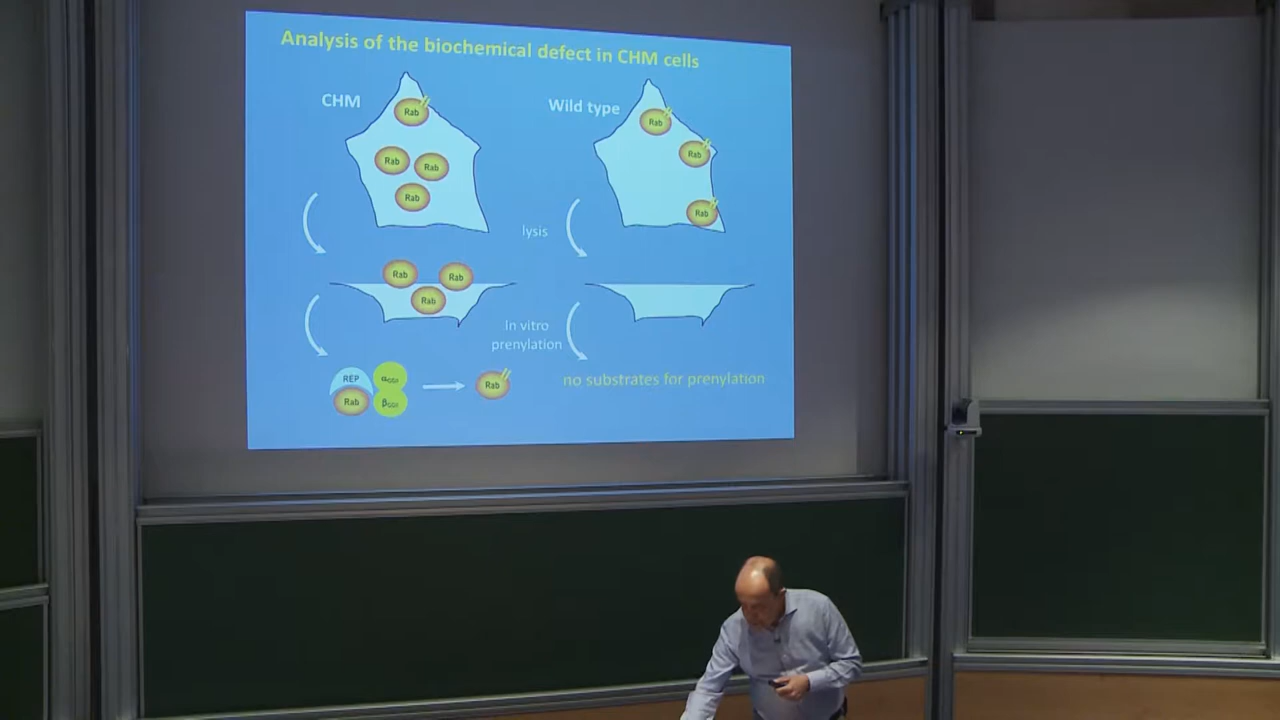 Analysis of the biochemical defect in CHM cells
CHM
Wild type
Rab
Rab
Rab
Rab
Rab
Rab
Rab
Rab
lysis
Rab
Rab
Rab
In vitro
prenylation
REP
Rab
Rab
no substrates for prenylation